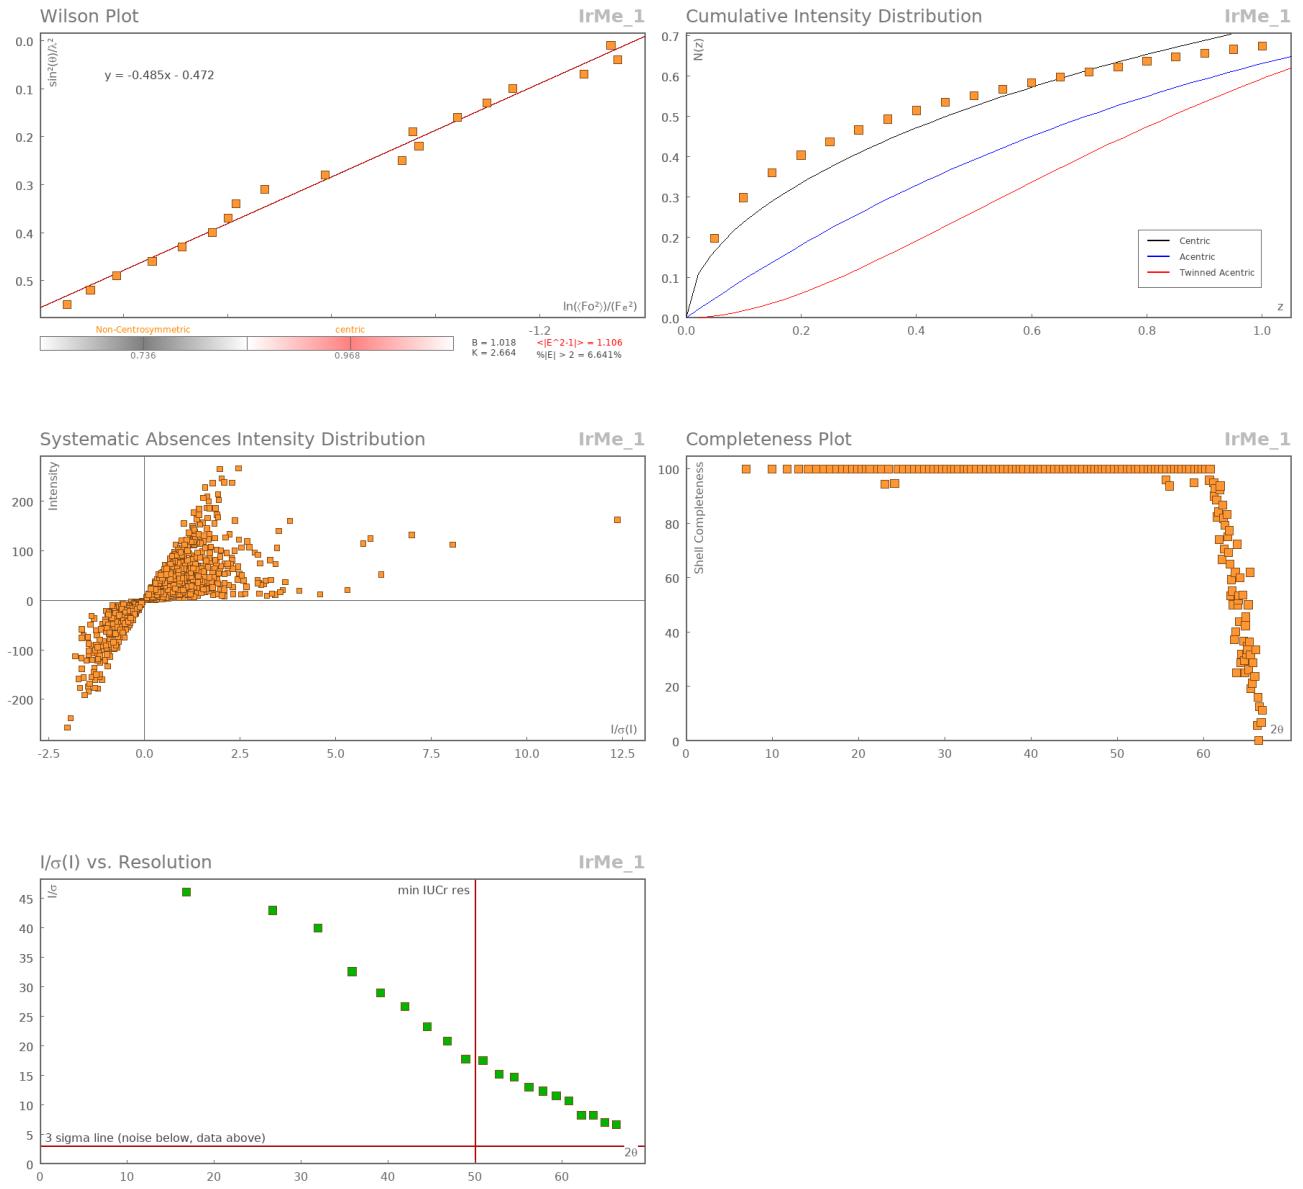 Wilson Plot IrMe_1
sin²(θ)/λ²
y = -0.485x - 0.472
0.0
0.1
0.2
0.3
0.4
0.5
ln(⟨Fo²⟩)/(Fe²)
-1.2
Non-Centrosymmetric centric
0.736 0.968
B = 1.018 <|E^2-1|> = 1.106
K = 2.664 %|E| > 2 = 6.641%
Cumulative Intensity Distribution IrMe_1
N(z)
0.7
0.6
0.5
0.4
0.3
0.2
0.1
0.0
Centric
Acentric
Twinned Acentric
z
0.0 0.2 0.4 0.6 0.8 1.0
Systematic Absences Intensity Distribution IrMe_1
Intensity
200
100
0
-100
-200
I/σ(I)
-2.5 0.0 2.5 5.0 7.5 10.0 12.5
Completeness Plot IrMe_1
Shell Completeness
100
80
60
40
20
0
2θ
0 10 20 30 40 50 60
I/σ(I) vs. Resolution IrMe_1
I/σ
min IUCr res
45
40
35
30
25
20
15
10
5
0
3 sigma line (noise below, data above)
2θ
0 10 20 30 40 50 60